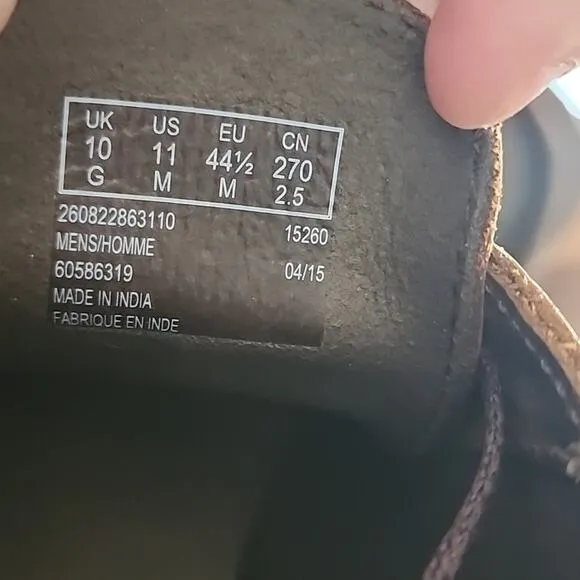 UK US EU CN
10 11 44½ 270
G M M 2.5
260822863110 15260
MENS/HOMME
60586319 04/15
MADE IN INDIA
FABRIQUE EN INDE